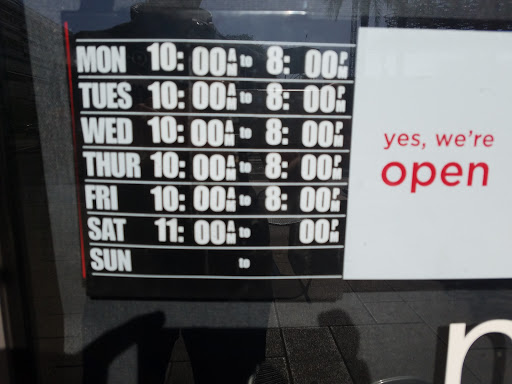 MON 10: 00AM to 8: 00PM
TUES 10: 00AM to 8: 00PM
WED 10: 00AM to 8: 00PM
THUR 10: 00AM to 8: 00PM
FRI 10: 00AM to 8: 00PM
SAT 11: 00AM to 00PM
SUN to
yes, we're
open